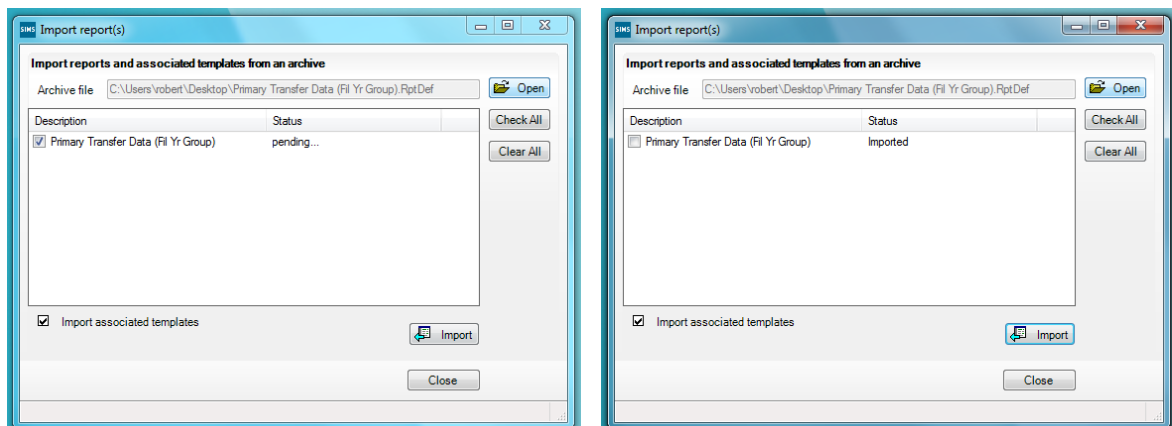 SIMS Import report(s)
Import reports and associated templates from an archive
Archive file C:\Users\robert\Desktop\Primary Transfer Data (Fil Yr Group).RptDef Open
Description Status Check All
Primary Transfer Data (Fil Yr Group) pending...
Clear All
Import associated templates
Import
Close
SIMS Import report(s)
Import reports and associated templates from an archive
Archive file C:\Users\robert\Desktop\Primary Transfer Data (Fil Yr Group).RptDef Open
Description Status Check All
Primary Transfer Data (Fil Yr Group) Imported
Clear All
Import associated templates
Import
Close